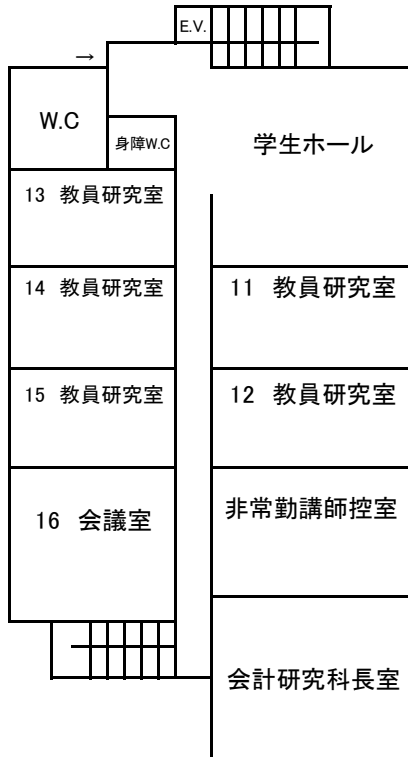 E.V.
→
W.C
身障W.C
学生ホール
13 教員研究室
14 教員研究室
11 教員研究室
15 教員研究室
12 教員研究室
16 会議室
非常勤講師控室
会計研究科長室